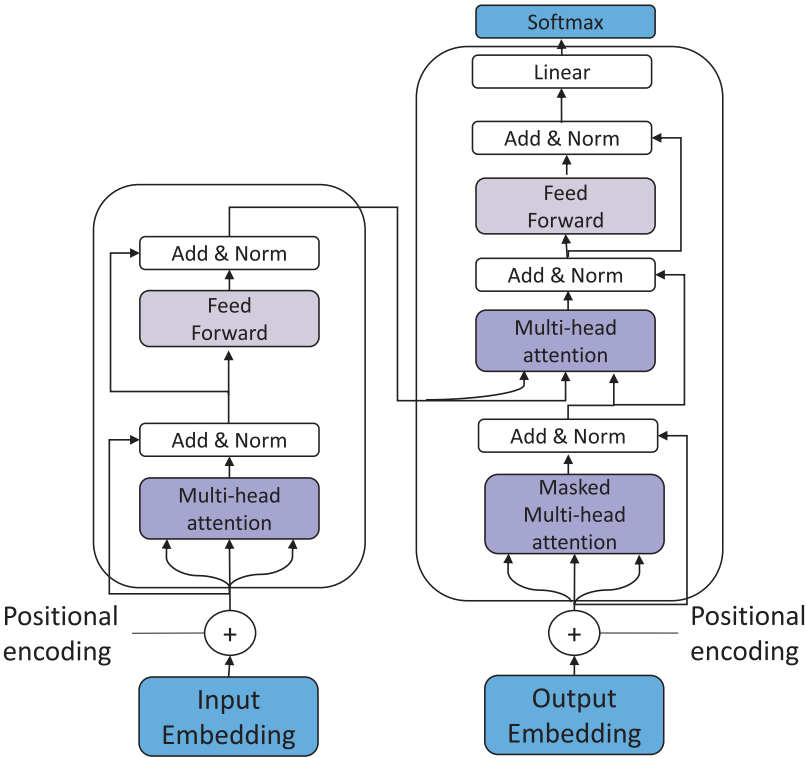 Softmax
Linear
Add & Norm
Feed
Forward
Add & Norm
Multi-head
attention
Add & Norm
Masked
Multi-head
attention
Positional
encoding
+
Output
Embedding
Add & Norm
Feed
Forward
Add & Norm
Multi-head
attention
Positional
encoding
+
Input
Embedding